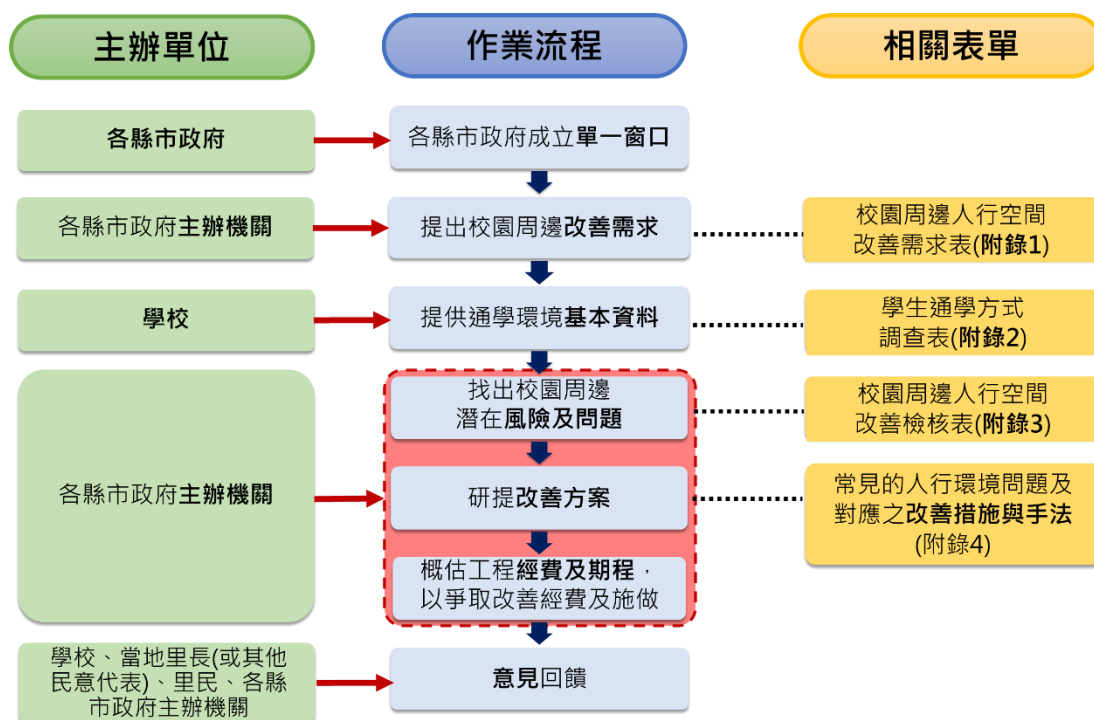 主辦單位
作業流程
相關表單
各縣市政府
各縣市政府成立單一窗口
各縣市政府主辦機關
提出校園周邊改善需求
校園周邊人行空間
改善需求表(附錄1)
學校
提供通學環境基本資料
學生通學方式
調查表(附錄2)
各縣市政府主辦機關
找出校園周邊
潛在風險及問題
校園周邊人行空間
改善檢核表(附錄3)
研提改善方案
常見的人行環境問題及
對應之改善措施與手法
(附錄4)
概估工程經費及期程，
以爭取改善經費及施做
學校、當地里長(或其他
民意代表)、里民、各縣
市政府主辦機關
意見回饋